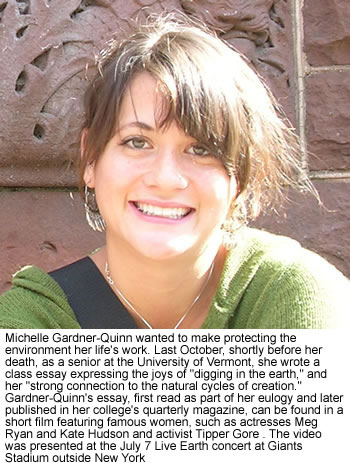 Michelle Gardner-Quinn wanted to make protecting the
environment her life's work. Last October, shortly before her
death, as a senior at the University of Vermont, she wrote a
class essay expressing the joys of "digging in the earth," and
her "strong connection to the natural cycles of creation."
Gardner-Quinn's essay, first read as part of her eulogy and later
published in her college's quarterly magazine, can be found in a
short film featuring famous women, such as actresses Meg
Ryan and Kate Hudson and activist Tipper Gore . The video
was presented at the July 7 Live Earth concert at Giants
Stadium outside New York